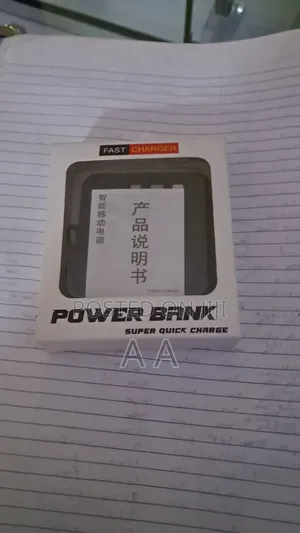 FAST CHANGER
智能移动电源
产品说明书
POSTED ON JIJI
POWER BANK
SUPER QUICK CHARGE
A A